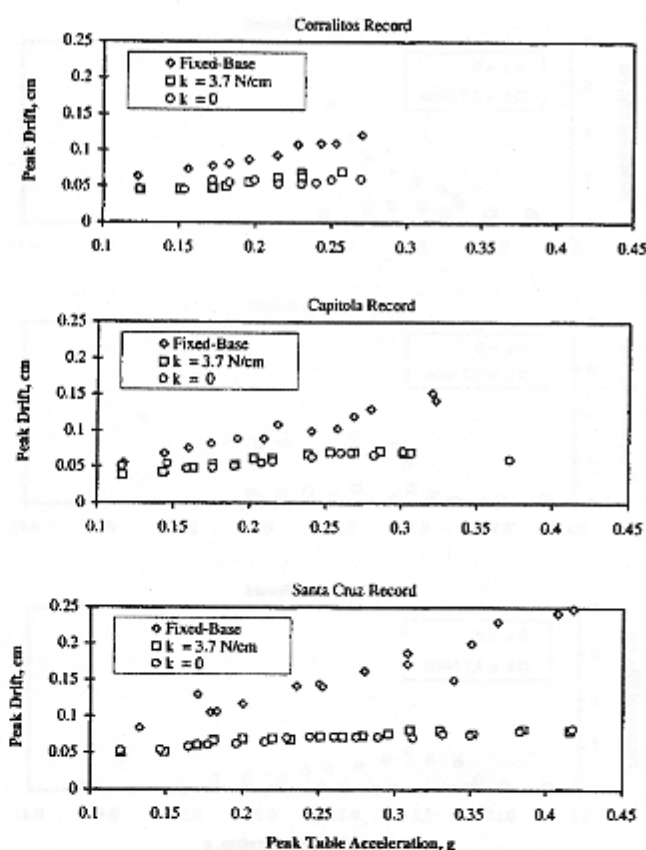 Corralitos Record
0.25
0.2
0.15
0.1
0.05
0
Peak Drift, cm
Fixed-Base
k = 3.7 N/cm
k = 0
0.1 0.15 0.2 0.25 0.3 0.35 0.4 0.45
Capitola Record
0.25
0.2
0.15
0.1
0.05
0
Peak Drift, cm
Fixed-Base
k = 3.7 N/cm
k = 0
0.1 0.15 0.2 0.25 0.3 0.35 0.4 0.45
Santa Cruz Record
0.25
0.2
0.15
0.1
0.05
0
Peak Drift, cm
Fixed-Base
k = 3.7 N/cm
k = 0
0.1 0.15 0.2 0.25 0.3 0.35 0.4 0.45
Peak Table Acceleration, g